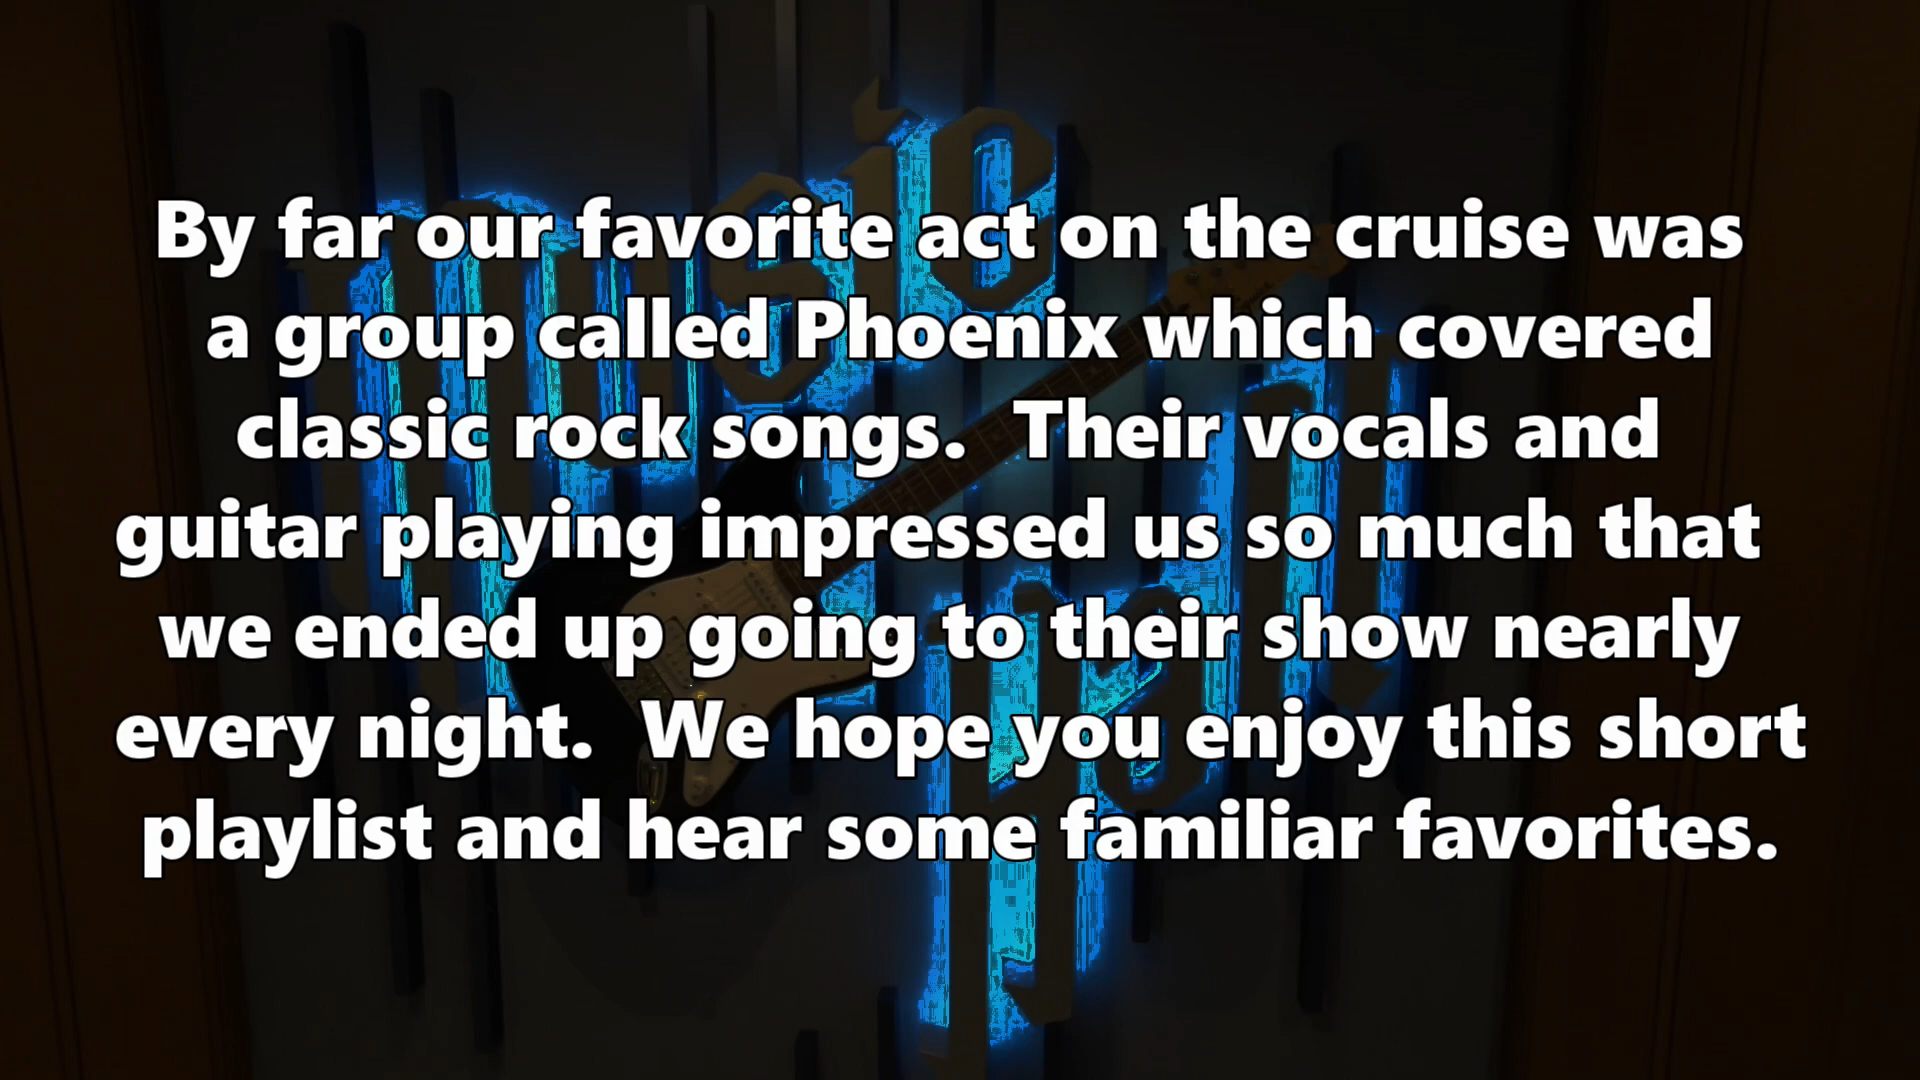 By far our favorite act on the cruise was
a group called Phoenix which covered
classic rock songs.  Their vocals and
guitar playing impressed us so much that
we ended up going to their show nearly
every night.  We hope you enjoy this short
playlist and hear some familiar favorites.
music
hall